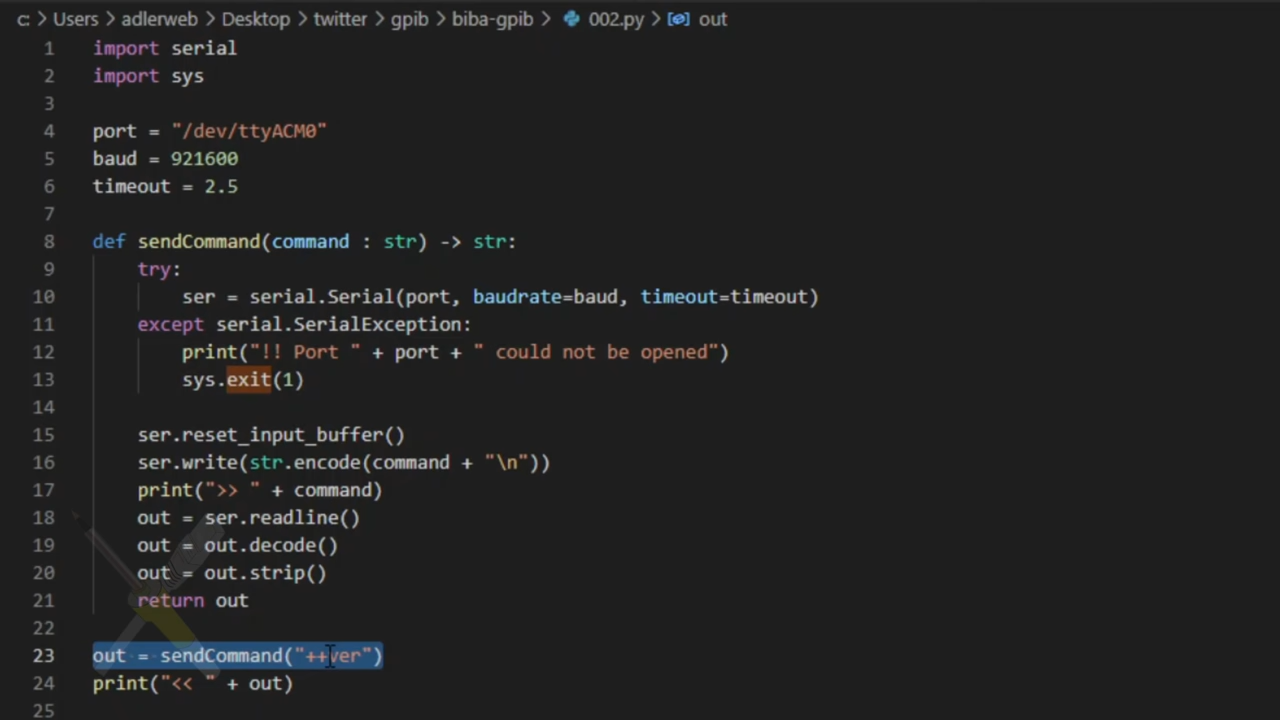 c: > Users > adlerweb > Desktop > twitter > gpib > biba-gpib > 002.py > out
1 import serial
2 import sys
3
4 port = "/dev/ttyACM0"
5 baud = 921600
6 timeout = 2.5
7
8 def sendCommand(command : str) -> str:
9     try:
10         ser = serial.Serial(port, baudrate=baud, timeout=timeout)
11     except serial.SerialException:
12         print("!! Port " + port + " could not be opened")
13         sys.exit(1)
14
15     ser.reset_input_buffer()
16     ser.write(str.encode(command + "\n"))
17     print(">> " + command)
18     out = ser.readline()
19     out = out.decode()
20     out = out.strip()
21     return out
22
23 out = sendCommand("++ver")
24 print("<< " + out)
25